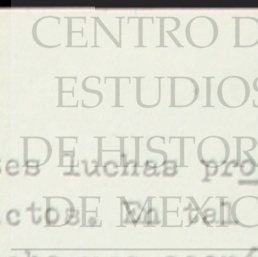 CENTRO D
ESTUDIOS
DE HISTOR
es luchas pro
DE MEXIC
ctos. En tal